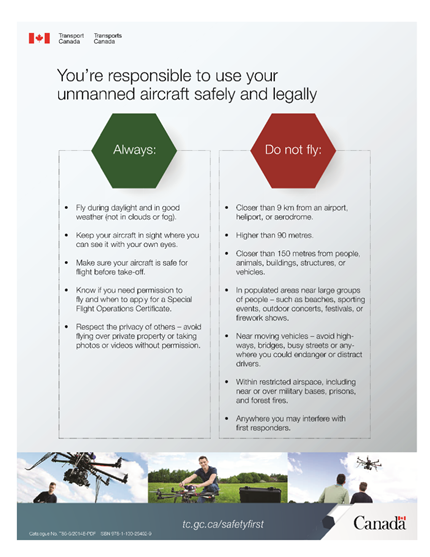 Transport Canada
Transports Canada
You're responsible to use your
unmanned aircraft safely and legally
Always:
• Fly during daylight and in good
weather (not in clouds or fog).
• Keep your aircraft in sight where you
can see it with your own eyes.
• Make sure your aircraft is safe for
flight before take-off.
• Know if you need permission to
fly and when to apply for a Special
Flight Operations Certificate.
• Respect the privacy of others – avoid
flying over private property or taking
photos or videos without permission.
Do not fly:
• Closer than 9 km from an airport,
heliport, or aerodrome.
• Higher than 90 metres.
• Closer than 150 metres from people,
animals, buildings, structures, or
vehicles.
• In populated areas near large groups
of people – such as beaches, sporting
events, outdoor concerts, festivals, or
firework shows.
• Near moving vehicles – avoid high-
ways, bridges, busy streets or any-
where you could endanger or distract
drivers.
• Within restricted airspace, including
near or over military bases, prisons,
and forest fires.
• Anywhere you may interfere with
first responders.
Catalogue No.
ISBN
tc.gc.ca/safetyfirst
Canada